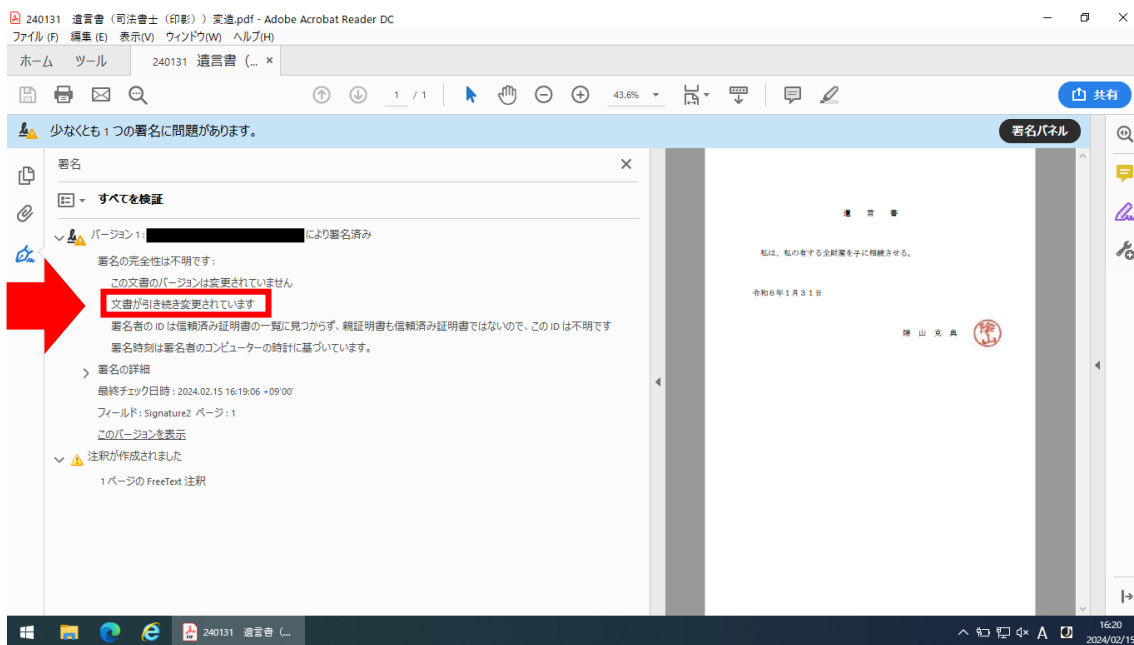 240131 遺言書（司法書士（印影））変造.pdf - Adobe Acrobat Reader DC
ファイル(F) 編集(E) 表示(V) ウィンドウ(W) ヘルプ(H)
ホーム ツール 240131 遺言書 (... ×
1 / 1 43.6% 共有
少なくとも 1 つの署名に問題があります。 署名パネル
署名
すべてを検証
バージョン 1 : により署名済み
署名の完全性は不明です :
この文書のバージョンは変更されていません
文書が引き続き変更されています
署名者の ID は信頼済み証明書の一覧に見つからず、親証明書も信頼済み証明書ではないので、この ID は不明です
署名時刻は署名者のコンピューターの時計に基づいています。
署名の詳細
最終チェック日時 : 2024.02.15 16:19:06 +09'00'
フィールド : Signature2 ページ : 1
このバージョンを表示
注釈が作成されました
1 ページの FreeText 注釈
遺 言 書
私は、私の有する全財産を子に相続させる。
令和６年１月３１日
陰 山 克 典
陰山
240131 遺言書 (...
A
16:20
2024/02/15